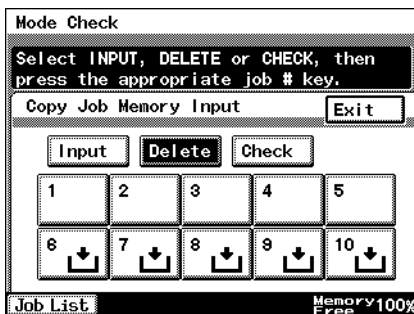 Mode Check
Select INPUT, DELETE or CHECK, then
press the appropriate job # key.
Copy Job Memory Input Exit
Input Delete Check
1 2 3 4 5
6 7 8 9 10
Job List Memory Free 100%